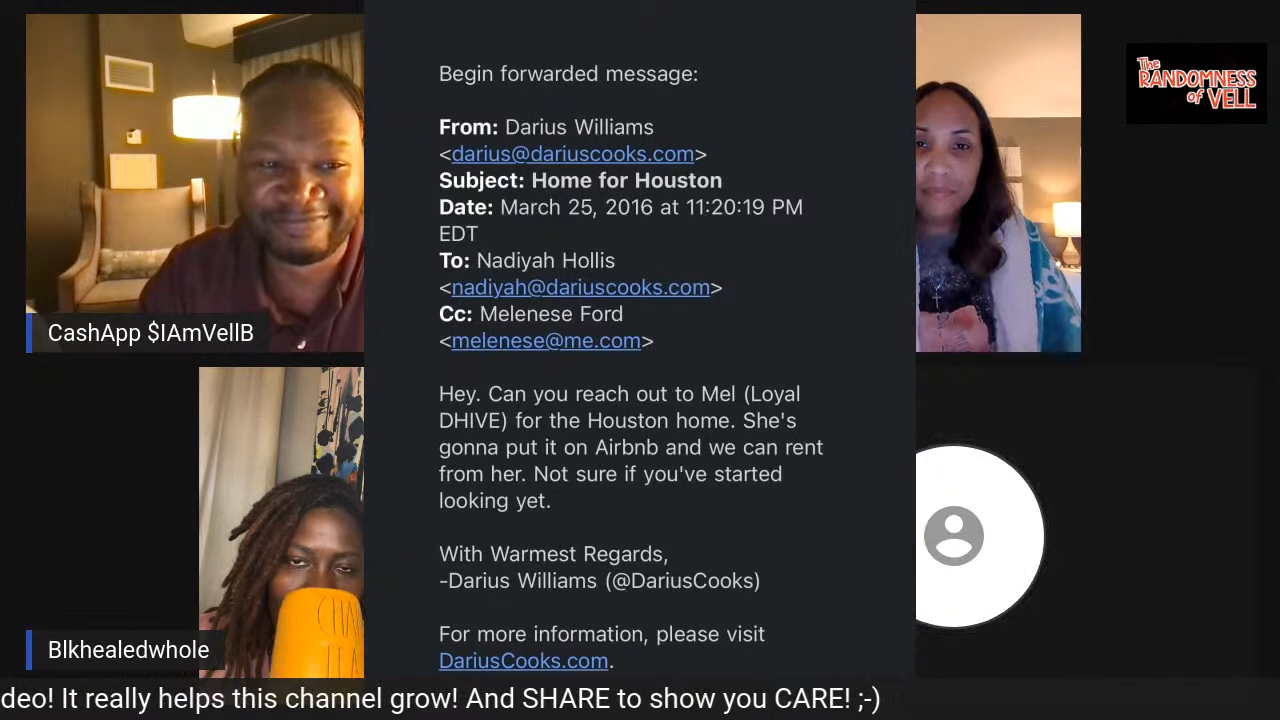 The
RANDOMNESS
of VELL
Begin forwarded message:
From: Darius Williams
<darius@dariuscooks.com>
Subject: Home for Houston
Date: March 25, 2016 at 11:20:19 PM
EDT
To: Nadiyah Hollis
<nadiyah@dariuscooks.com>
Cc: Melenese Ford
<melenese@me.com>
Hey. Can you reach out to Mel (Loyal
DHIVE) for the Houston home. She's
gonna put it on Airbnb and we can rent
from her. Not sure if you've started
looking yet.
With Warmest Regards,
-Darius Williams (@DariusCooks)
For more information, please visit
DariusCooks.com.
CashApp $IAmVellB
Blkhealedwhole
deo! It really helps this channel grow! And SHARE to show you CARE! ;-)